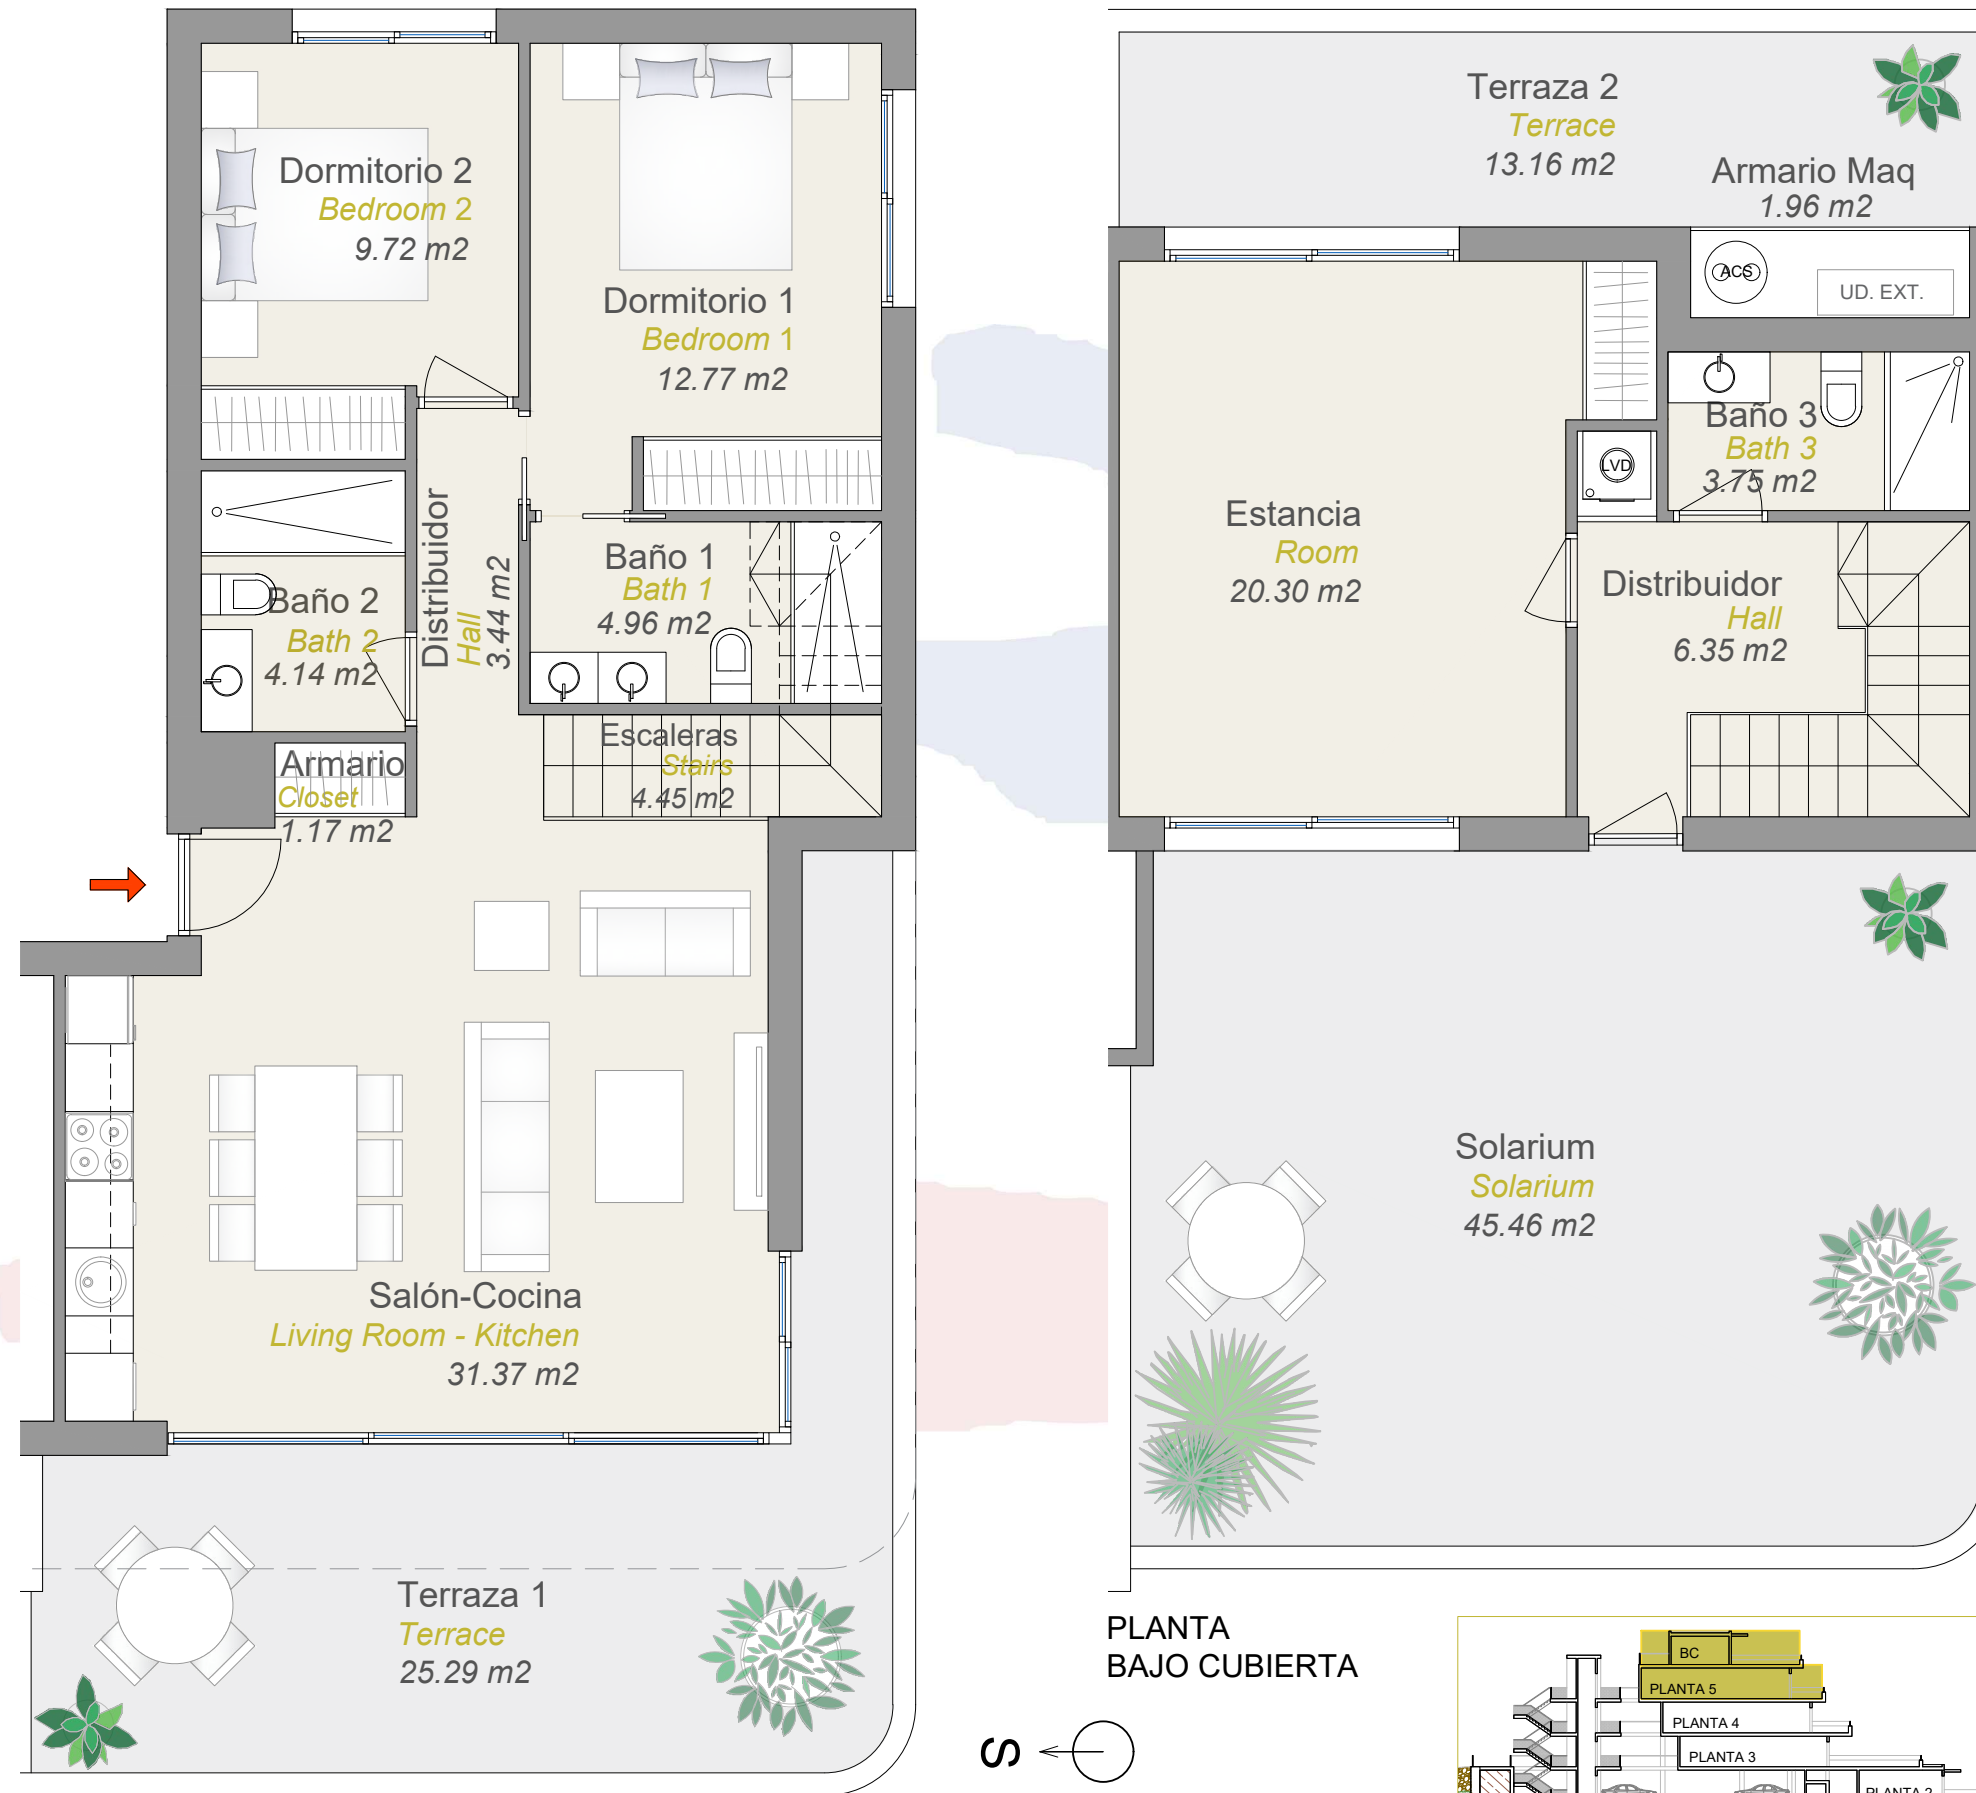 Dormitorio 2
Bedroom 2
9.72 m2
Dormitorio 1
Bedroom 1
12.77 m2
Distribuidor
Hall
3.44 m2
Baño 1
Bath 1
4.96 m2
Baño 2
Bath 2
4.14 m2
Escaleras
Stairs
4.45 m2
Armario
Closet
1.17 m2
Salón-Cocina
Living Room - Kitchen
31.37 m2
Terraza 1
Terrace
25.29 m2
Terraza 2
Terrace
13.16 m2
Armario Maq
1.96 m2
ACS
UD. EXT.
Baño 3
Bath 3
3.75 m2
LVD
Estancia
Room
20.30 m2
Distribuidor
Hall
6.35 m2
Solarium
Solarium
45.46 m2
PLANTA
BAJO CUBIERTA
S
BC
PLANTA 5
PLANTA 4
PLANTA 3
PLANTA 2